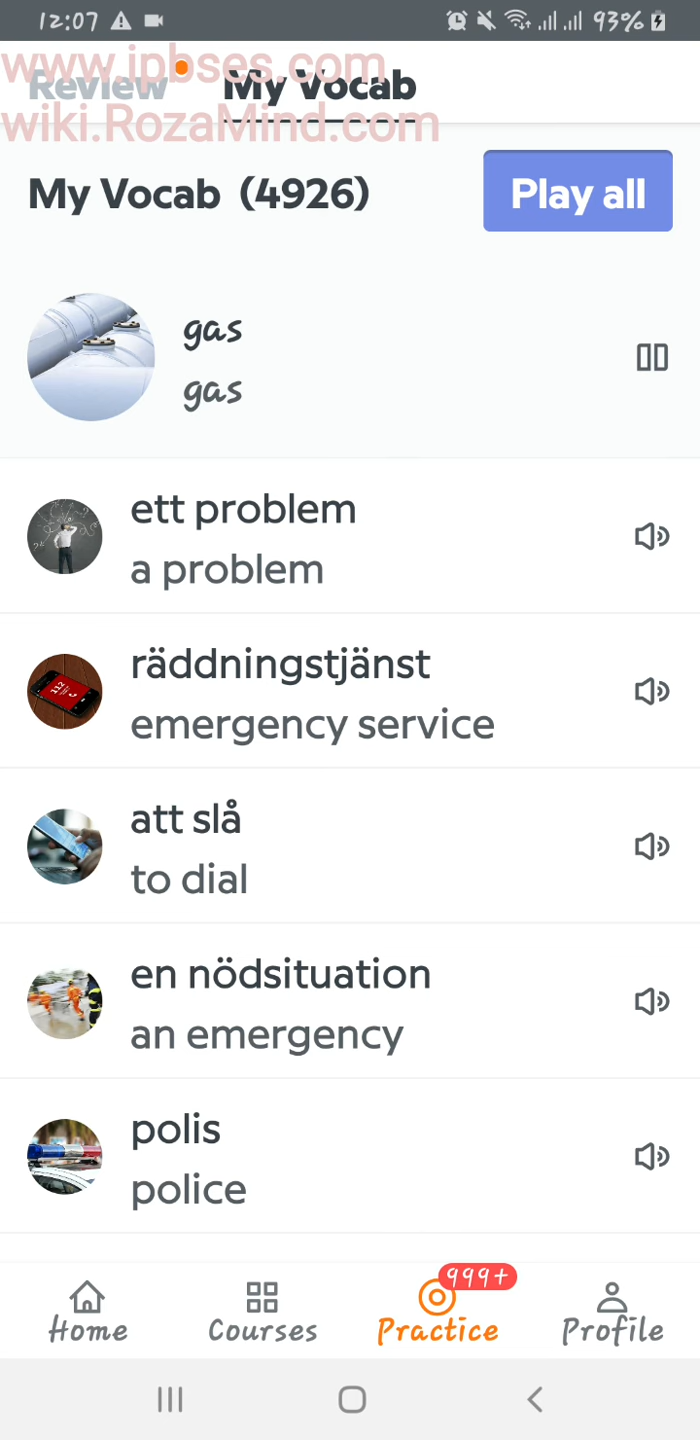 12:07 93%
www.ipbses.com
Review My Vocab
wiki.RozaMind.com
My Vocab (4926) Play all
gas
gas
ett problem
a problem
räddningstjänst
emergency service
112
att slå
to dial
en nödsituation
an emergency
polis
police
999+
Home Courses Practice Profile